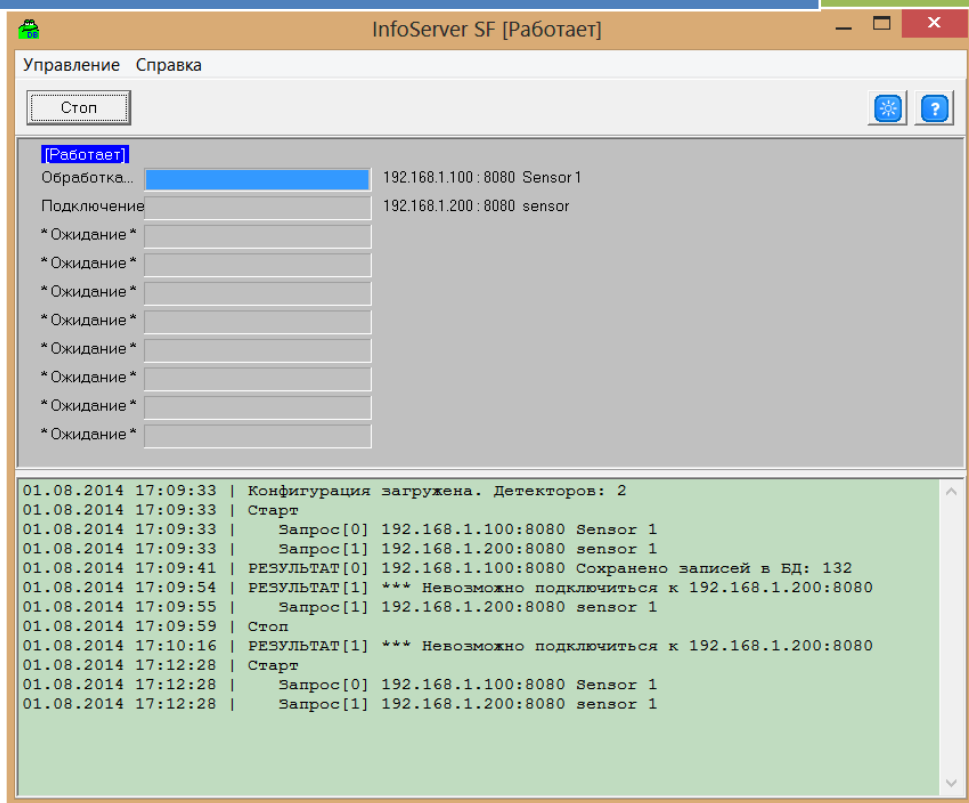 DB
InfoServer SF [Работает]
Управление Справка
Стоп
?
[Работает]
Обработка... 192.168.1.100 : 8080 Sensor 1
Подключение 192.168.1.200 : 8080 sensor
* Ожидание *
* Ожидание *
* Ожидание *
* Ожидание *
* Ожидание *
* Ожидание *
* Ожидание *
* Ожидание *
01.08.2014 17:09:33 | Конфигурация загружена. Детекторов: 2
01.08.2014 17:09:33 | Старт
01.08.2014 17:09:33 | Запрос[0] 192.168.1.100:8080 Sensor 1
01.08.2014 17:09:33 | Запрос[1] 192.168.1.200:8080 sensor 1
01.08.2014 17:09:41 | РЕЗУЛЬТАТ[0] 192.168.1.100:8080 Сохранено записей в БД: 132
01.08.2014 17:09:54 | РЕЗУЛЬТАТ[1] *** Невозможно подключиться к 192.168.1.200:8080
01.08.2014 17:09:55 | Запрос[1] 192.168.1.200:8080 sensor 1
01.08.2014 17:09:59 | Стоп
01.08.2014 17:10:16 | РЕЗУЛЬТАТ[1] *** Невозможно подключиться к 192.168.1.200:8080
01.08.2014 17:12:28 | Старт
01.08.2014 17:12:28 | Запрос[0] 192.168.1.100:8080 Sensor 1
01.08.2014 17:12:28 | Запрос[1] 192.168.1.200:8080 sensor 1